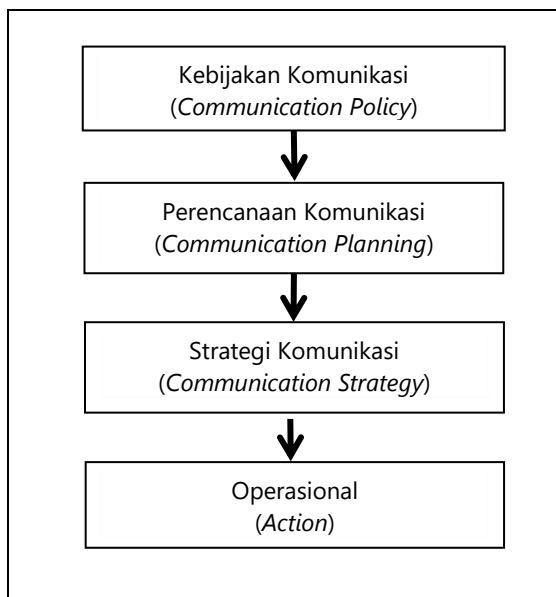 Kebijakan Komunikasi
(Communication Policy)
Perencanaan Komunikasi
(Communication Planning)
Strategi Komunikasi
(Communication Strategy)
Operasional
(Action)